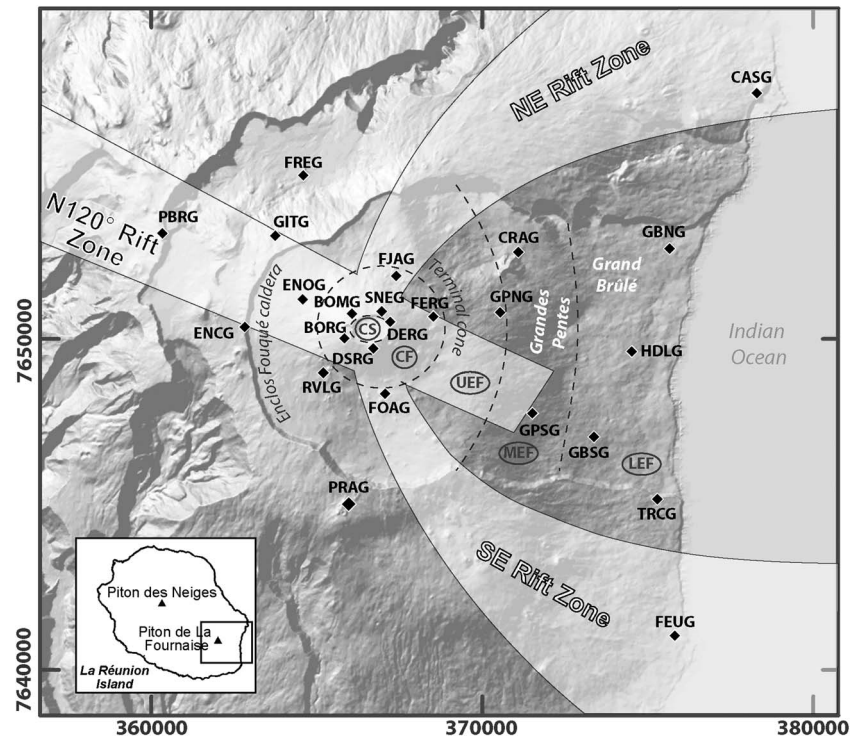 CASG
NE Rift Zone
FREG
PBRG
N120° Rift
Zone
GITG
CRAG
GBNG
FJAG
Terminal cone
Grand
Brûlé
ENOG
SNEG
BOMG
FERG
GPNG
Enclos Fouqué caldera
Grandes
Pentes
ENCG
BORG
CS
DERG
7650000
Indian
Ocean
DSRG
CF
HDLG
RVLG
UEF
FOAG
GPSG
GBSG
MEF
LEF
PRAG
TRCG
SE Rift Zone
Piton des Neiges
Piton de La
Fournaise
La Réunion
Island
FEUG
7640000
360000
370000
380000